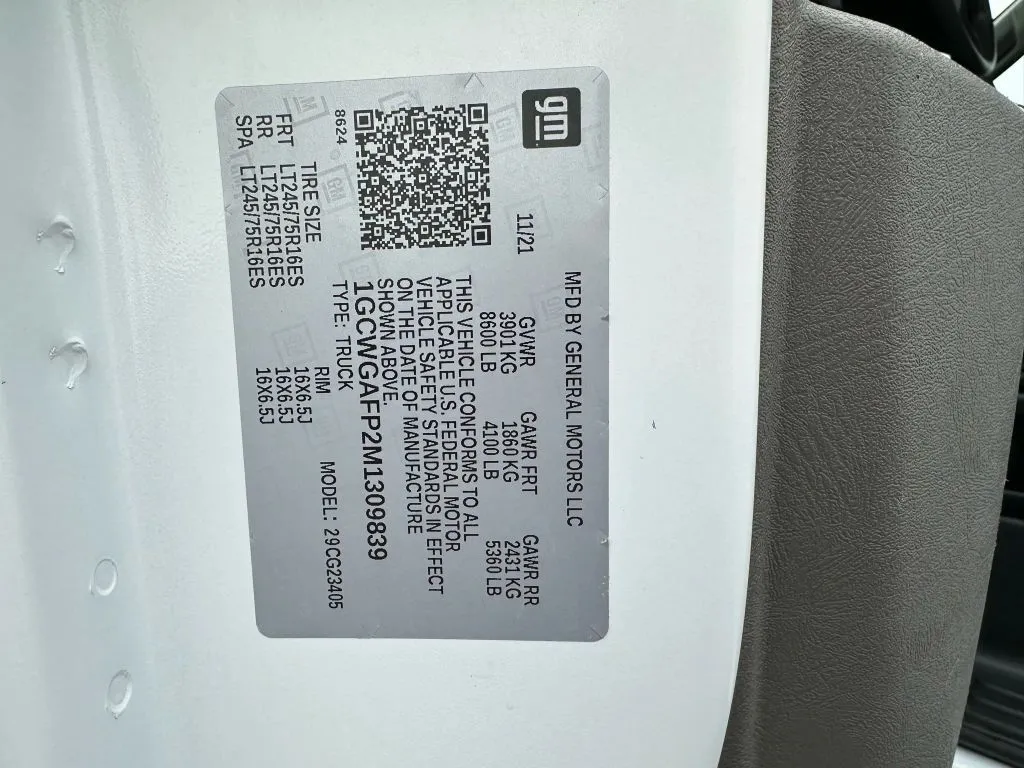 gm
MFD BY GENERAL MOTORS LLC
11/21
GVWR GAWR FRT GAWR RR
3901 KG 1860 KG 2431 KG
8600 LB 4100 LB 5360 LB
THIS VEHICLE CONFORMS TO ALL
APPLICABLE U.S. FEDERAL MOTOR
VEHICLE SAFETY STANDARDS IN EFFECT
ON THE DATE OF MANUFACTURE
SHOWN ABOVE.
1GCWGAFP2M1309839
8624
TYPE: TRUCK MODEL: 29CG23405
TIRE SIZE RIM
FRT LT245/75R16ES 16X6.5J
RR LT245/75R16ES 16X6.5J
SPA LT245/75R16ES 16X6.5J